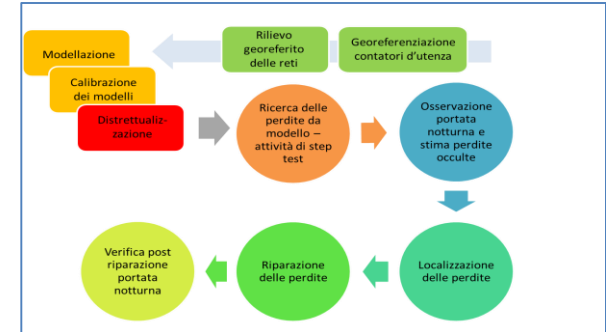 Modellazione
Rilievo
georeferito
delle reti
Georeferenziazione
contatori d'utenza
Calibrazione
dei modelli
Distrettualiz-
zazione
Ricerca delle
perdite da
modello –
attività di step
test
Osservazione
portata
notturna e
stima perdite
occulte
Verifica post
riparazione
portata
notturna
Riparazione
delle perdite
Localizzazione
delle perdite